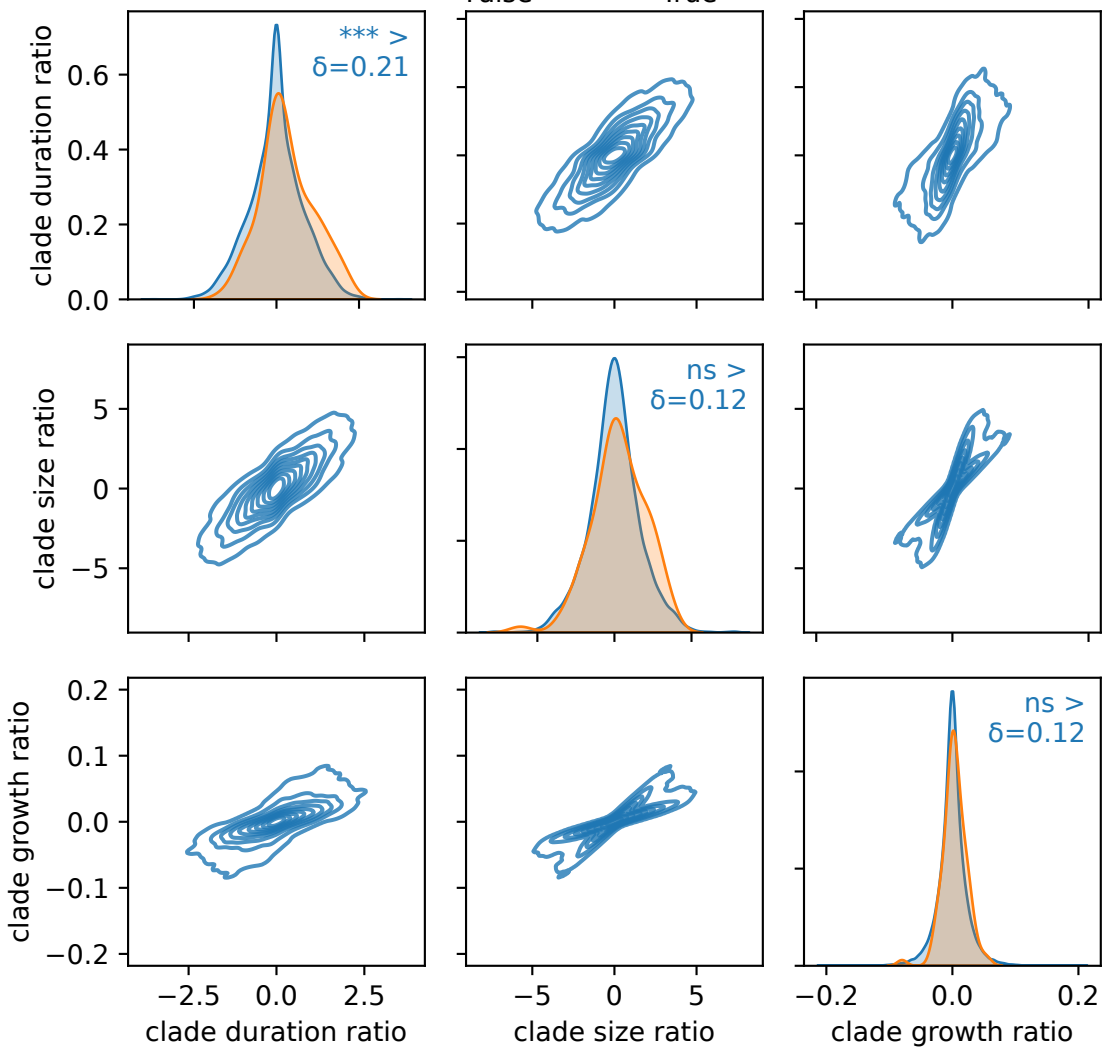 clade duration ratio
0.6
0.4
0.2
0.0
*** >
δ=0.21
clade size ratio
5
0
−5
ns >
δ=0.12
clade growth ratio
0.2
0.1
0.0
−0.1
−0.2
ns >
δ=0.12
−2.5 0.0 2.5
clade duration ratio
−5 0 5
clade size ratio
−0.2 0.0 0.2
clade growth ratio